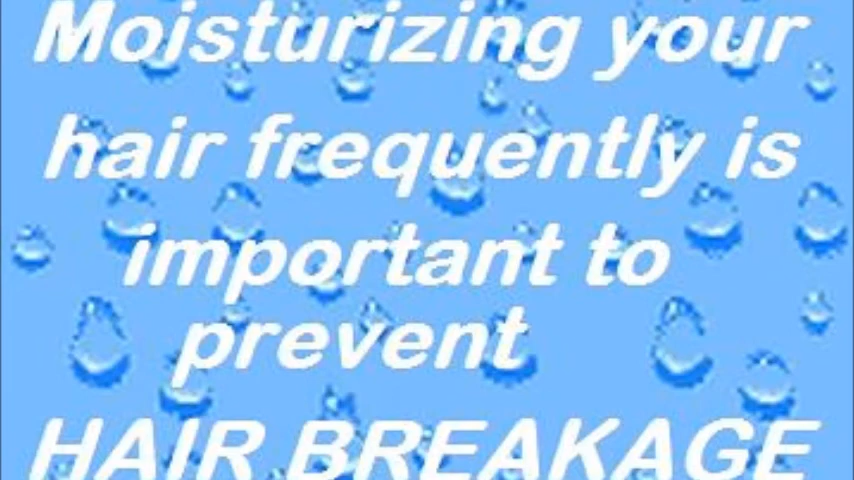 Moisturizing your
hair frequently is
important to
prevent
HAIR BREAKAGE